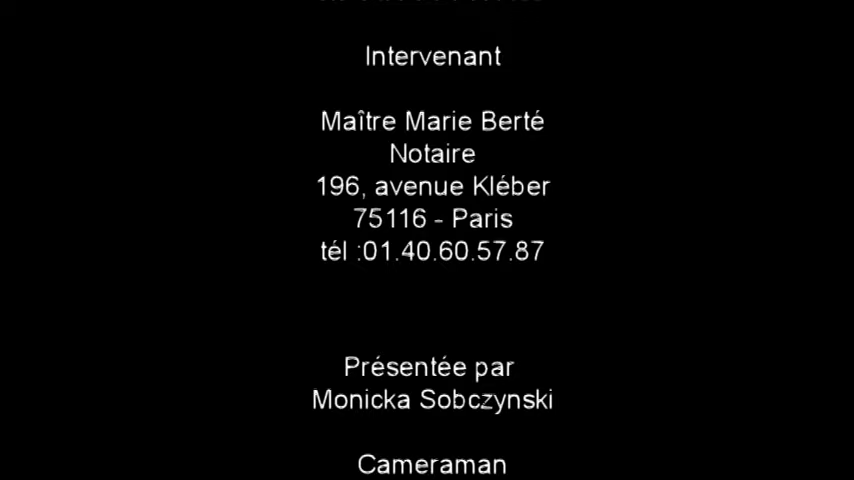 Intervenant
Maître Marie Berté
Notaire
196, avenue Kléber
75116 - Paris
tél :01.40.60.57.87
Présentée par
Monicka Sobczynski
Cameraman